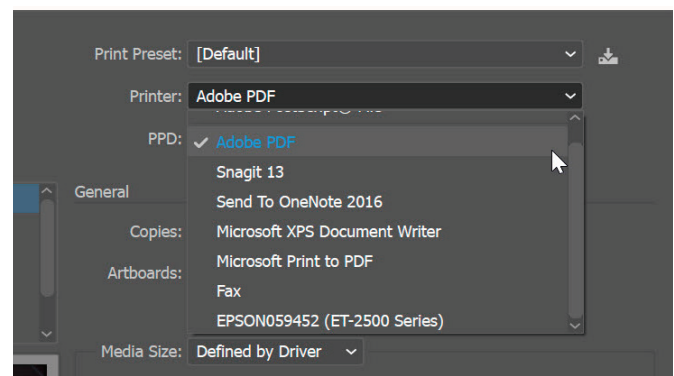 Print Preset: [Default]
Printer: Adobe PDF
PPD: Adobe PDF
Snagit 13
General
Send To OneNote 2016
Copies: Microsoft XPS Document Writer
Artboards: Microsoft Print to PDF
Fax
EPSON059452 (ET-2500 Series)
Media Size: Defined by Driver